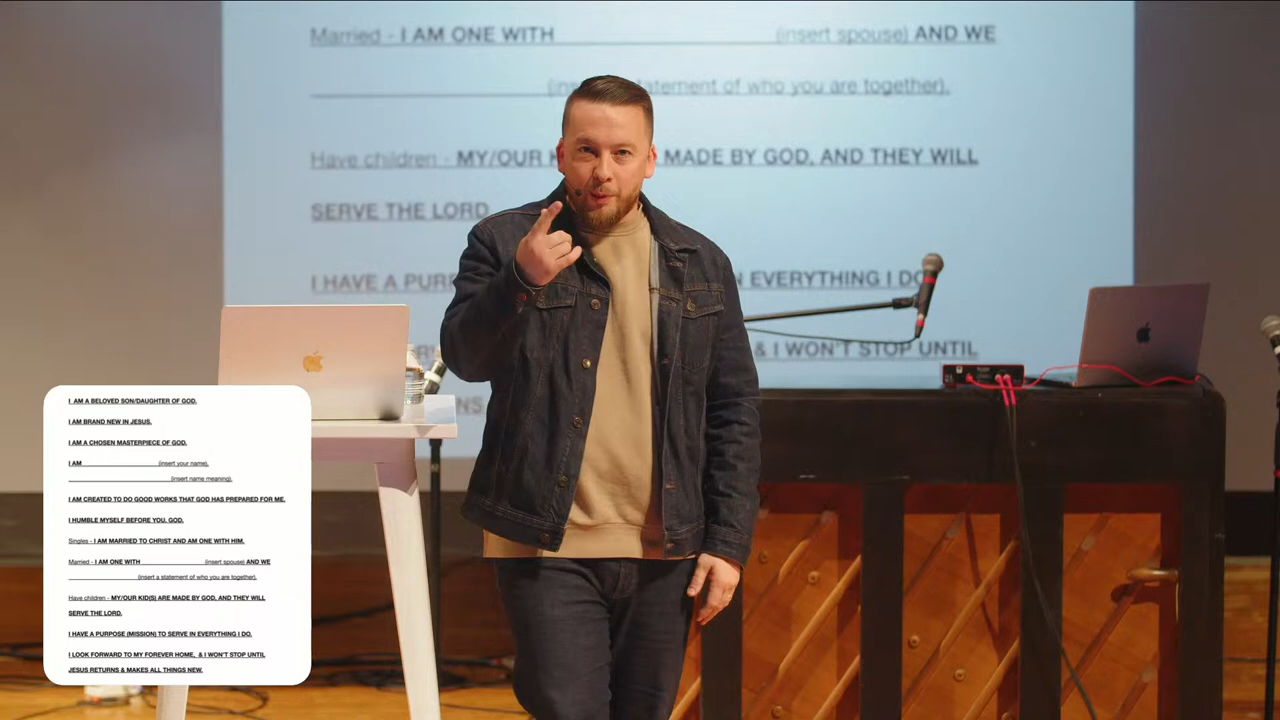 Married - I AM ONE WITH (insert spouse) AND WE
statement of who you are together).
Have children - MY/OUR MADE BY GOD, AND THEY WILL
SERVE THE LORD
I HAVE A EVERYTHING I DO
& I WON'T STOP UNTIL
I AM A BELOVED SON/DAUGHTER OF GOD.
I AM BRAND NEW IN JESUS.
I AM A CHOSEN MASTERPIECE OF GOD.
I AM (insert your name),
(insert name meaning).
I AM CREATED TO DO GOOD WORKS THAT GOD HAS PREPARED FOR ME.
I HUMBLE MYSELF BEFORE YOU, GOD.
Singles - I AM MARRIED TO CHRIST AND AM ONE WITH HIM.
Married - I AM ONE WITH (insert spouse) AND WE
(insert a statement of who you are together).
Have children - MY/OUR KID(S) ARE MADE BY GOD, AND THEY WILL
SERVE THE LORD.
I HAVE A PURPOSE (MISSION) TO SERVE IN EVERYTHING I DO.
I LOOK FORWARD TO MY FOREVER HOME, & I WON'T STOP UNTIL
JESUS RETURNS & MAKES ALL THINGS NEW.